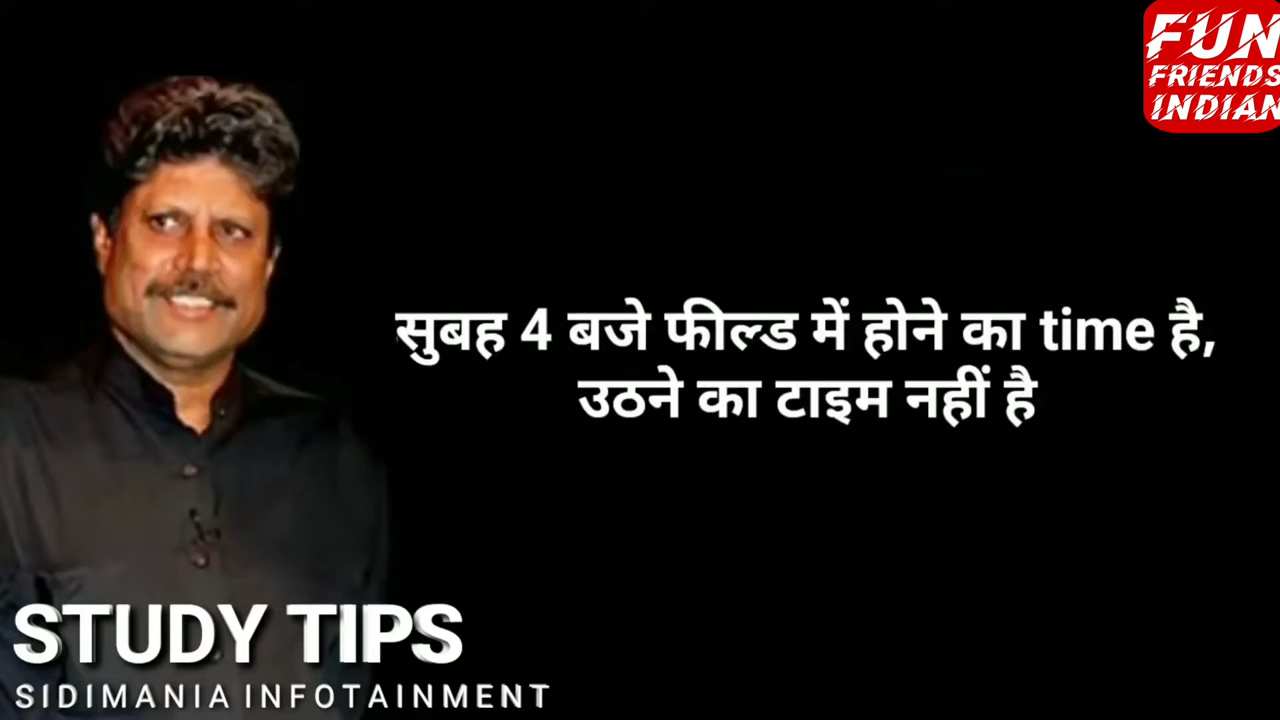 FUN
FRIENDS
INDIAN
सुबह 4 बजे फील्ड में होने का time है,
उठने का टाइम नहीं है
STUDY TIPS
SIDIMANIA INFOTAINMENT